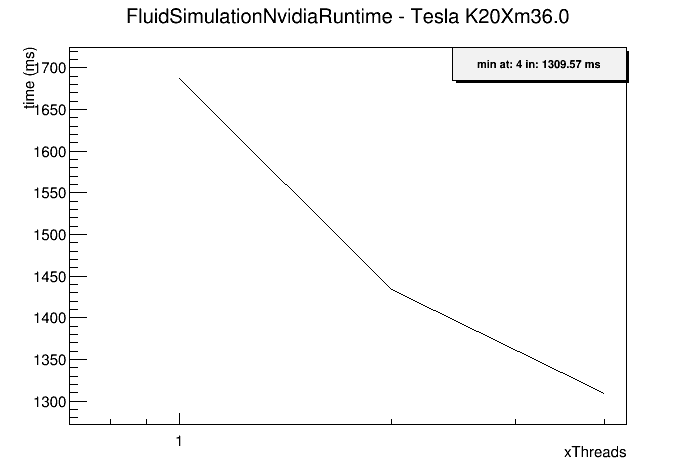 FluidSimulationNvidiaRuntime - Tesla K20Xm36.0
time (ms)
min at: 4 in: 1309.57 ms
1700
1650
1600
1550
1500
1450
1400
1350
1300
1
xThreads